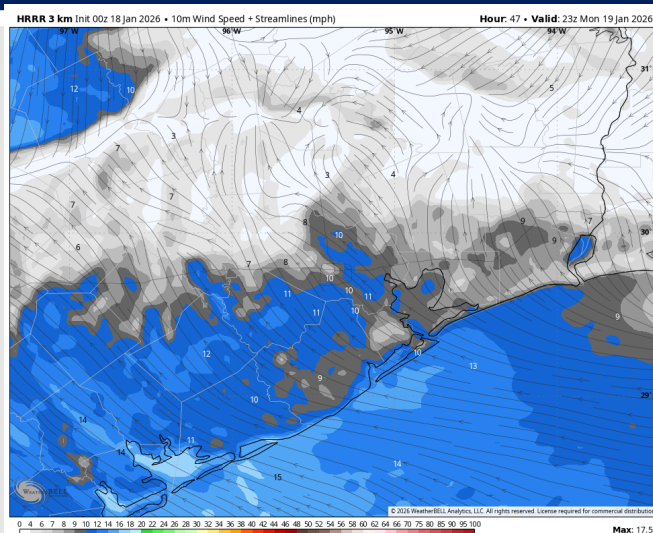 HRRR 3 km Init 00z 18 Jan 2026 • 10m Wind Speed + Streamlines (mph)
Hour: 47 • Valid: 23z Mon 19 Jan 2026
97°W 96°W 95°W 94°W
31
12 10 5
4
3
7 3 4
7 7
8 9 7
10 9 30
6
7 8 10
11 10 11
11 10 9
12 10
13
9
10 29
14
11
14 14
15
WeatherBELL
© 2026 WeatherBELL Analytics, LLC. All rights reserved. License required for commercial distribution
0 4 6 7 8 9 10 12 14 16 18 20 22 24 26 28 30 32 34 36 38 40 42 44 46 48 50 52 54 56 58 60 62 64 66 70 75 80 85 90 95 100
Max: 17.5